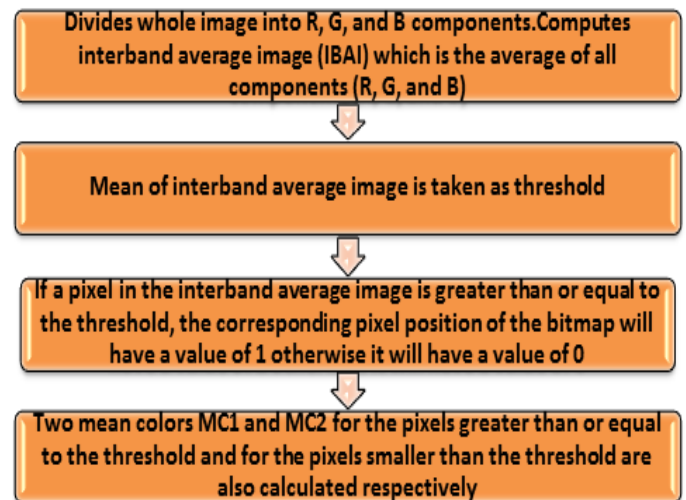 Divides whole image into R, G, and B components.Computes
interband average image (IBAI) which is the average of all
components (R, G, and B)
Mean of interband average image is taken as threshold
If a pixel in the interband average image is greater than or equal to
the threshold, the corresponding pixel position of the bitmap will
have a value of 1 otherwise it will have a value of 0
Two mean colors MC1 and MC2 for the pixels greater than or equal
to the threshold and for the pixels smaller than the threshold are
also calculated respectively